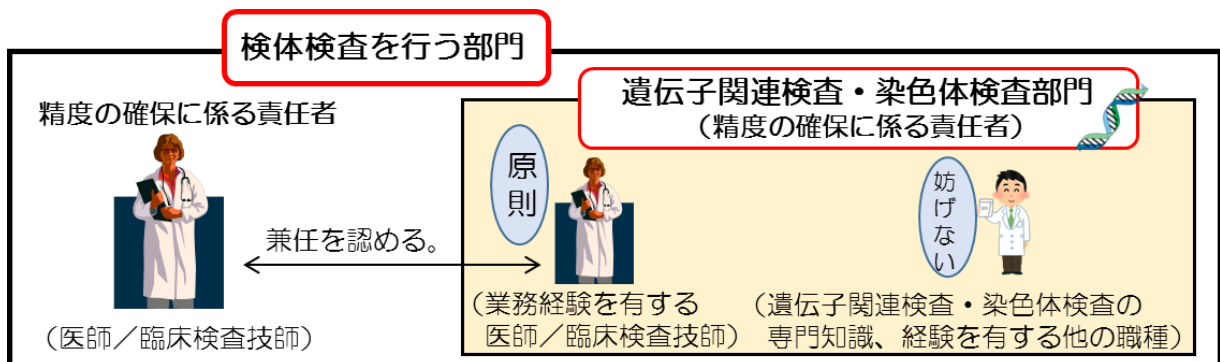 検体検査を行う部門
精度の確保に係る責任者
遺伝子関連検査・染色体検査部門
（精度の確保に係る責任者）
原則
妨げない
兼任を認める。
（医師／臨床検査技師）
（業務経験を有する
医師／臨床検査技師）
（遺伝子関連検査・染色体検査の
専門知識、経験を有する他の職種）